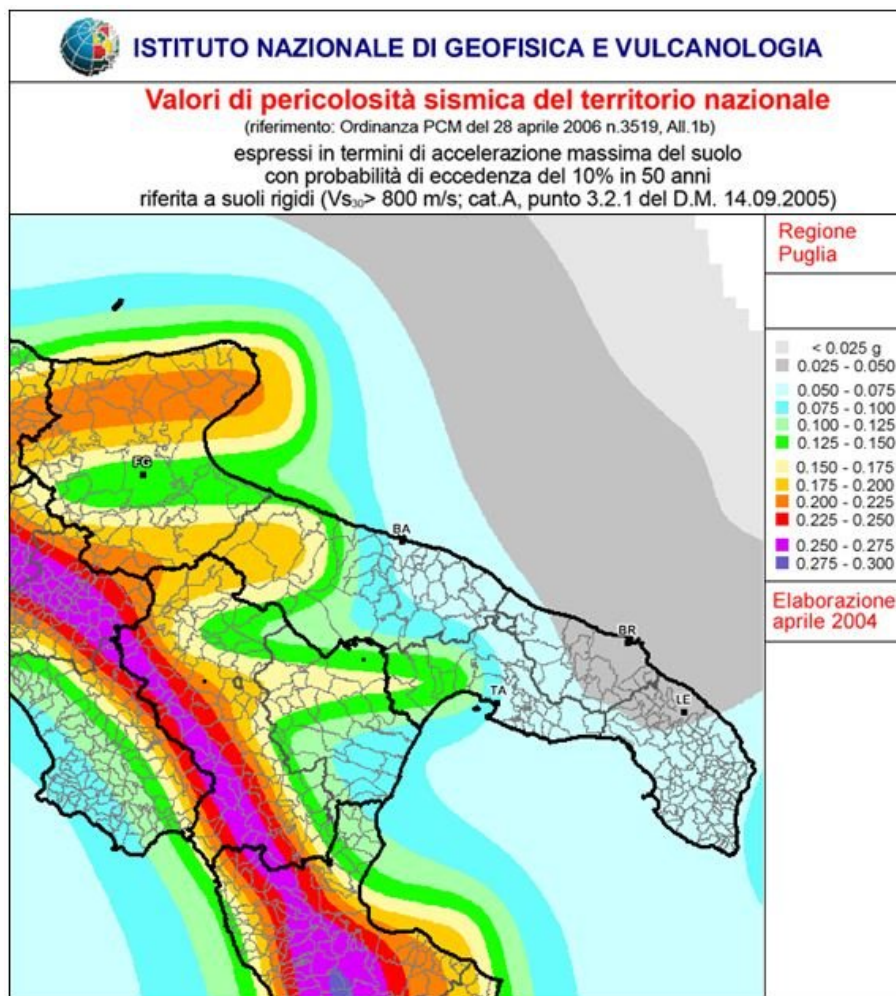 ISTITUTO NAZIONALE DI GEOFISICA E VULCANOLOGIA
Valori di pericolosità sismica del territorio nazionale
(riferimento: Ordinanza PCM del 28 aprile 2006 n.3519, All.1b)
espressi in termini di accelerazione massima del suolo
con probabilità di eccedenza del 10% in 50 anni
riferita a suoli rigidi (Vs₃₀> 800 m/s; cat.A, punto 3.2.1 del D.M. 14.09.2005)
Regione
Puglia
< 0.025 g
0.025 - 0.050
0.050 - 0.075
0.075 - 0.100
0.100 - 0.125
0.125 - 0.150
0.150 - 0.175
0.175 - 0.200
0.200 - 0.225
0.225 - 0.250
0.250 - 0.275
0.275 - 0.300
Elaborazione
aprile 2004
FG
BA
BR
TA
LE